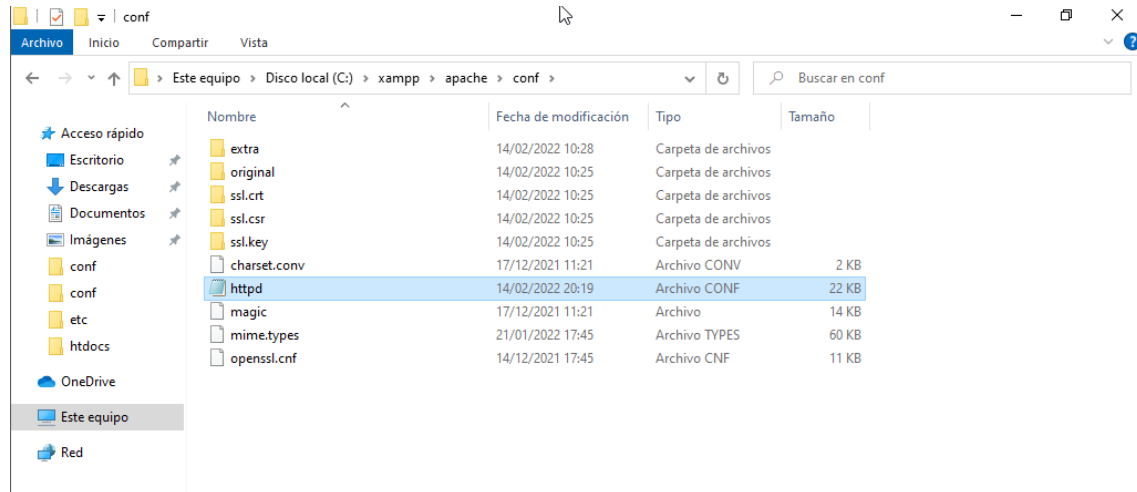 conf
Archivo Inicio Compartir Vista
Este equipo > Disco local (C:) > xampp > apache > conf > Buscar en conf
Nombre Fecha de modificación Tipo Tamaño
Acceso rápido
Escritorio
Descargas
Documentos
Imágenes
conf
conf
etc
htdocs
OneDrive
Este equipo
Red
extra 14/02/2022 10:28 Carpeta de archivos
original 14/02/2022 10:25 Carpeta de archivos
ssl.crt 14/02/2022 10:25 Carpeta de archivos
ssl.csr 14/02/2022 10:25 Carpeta de archivos
ssl.key 14/02/2022 10:25 Carpeta de archivos
charset.conv 17/12/2021 11:21 Archivo CONV 2 KB
httpd 14/02/2022 20:19 Archivo CONF 22 KB
magic 17/12/2021 11:21 Archivo 14 KB
mime.types 21/01/2022 17:45 Archivo TYPES 60 KB
openssl.cnf 14/12/2021 17:45 Archivo CNF 11 KB